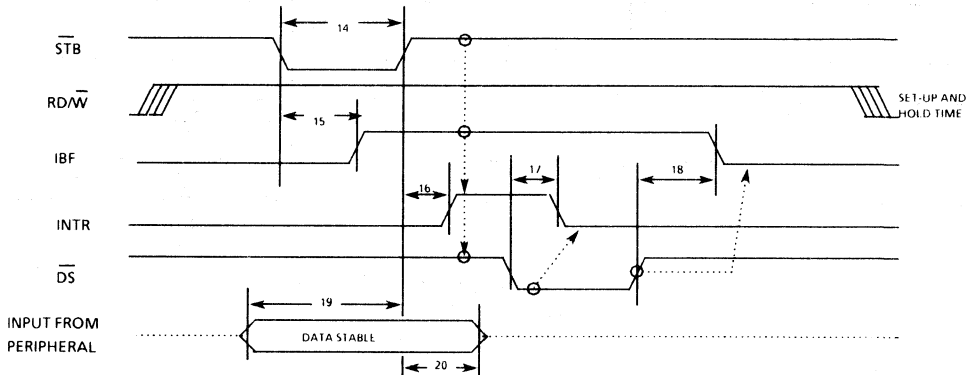 14
STB
RD/W
SET-UP AND
HOLD TIME
15
IBF
16
17
18
INTR
DS
19
INPUT FROM
PERIPHERAL
DATA STABLE
20